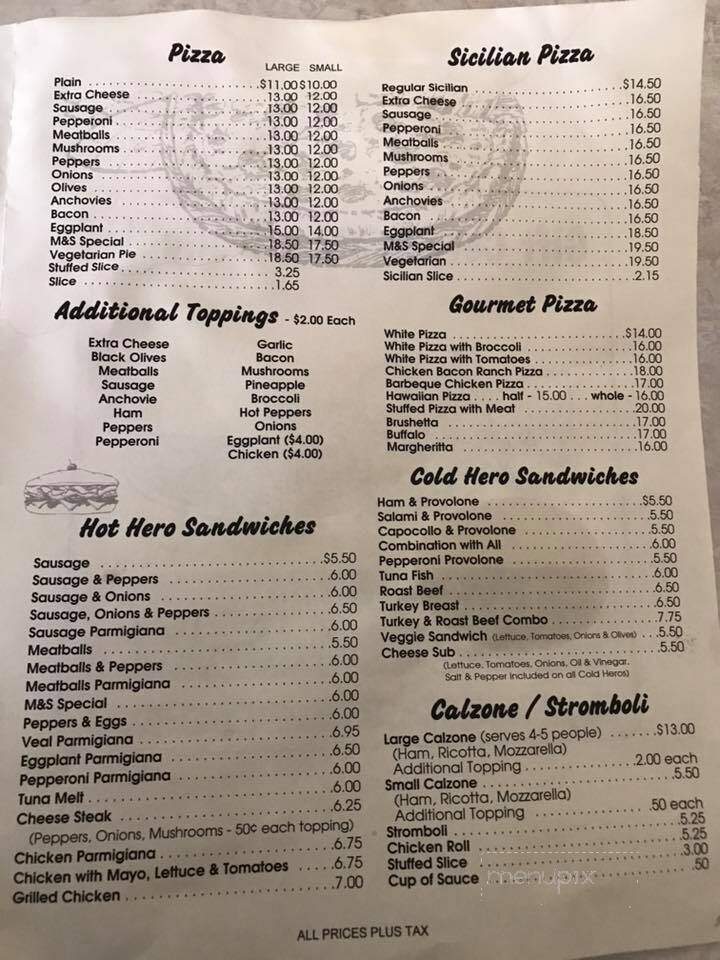 Pizza
LARGE SMALL
Plain $11.00 $10.00
Extra Cheese 13.00 12.00
Sausage 13.00 12.00
Pepperoni 13.00 12.00
Meatballs 13.00 12.00
Mushrooms 13.00 12.00
Peppers 13.00 12.00
Onions 13.00 12.00
Olives 13.00 12.00
Anchovies 13.00 12.00
Bacon 13.00 12.00
Eggplant 15.00 14.00
M&S Special 18.50 17.50
Vegetarian Pie 18.50 17.50
Stuffed Slice 3.25
Slice 1.65
Additional Toppings - $2.00 Each
Extra Cheese
Black Olives
Meatballs
Sausage
Anchovie
Ham
Peppers
Pepperoni
Garlic
Bacon
Mushrooms
Pineapple
Broccoli
Hot Peppers
Onions
Eggplant ($4.00)
Chicken ($4.00)
Hot Hero Sandwiches
Sausage $5.50
Sausage & Peppers 6.00
Sausage & Onions 6.00
Sausage, Onions & Peppers 6.50
Sausage Parmigiana 6.00
Meatballs 5.50
Meatballs & Peppers 6.00
Meatballs Parmigiana 6.00
M&S Special 6.00
Peppers & Eggs 6.00
Veal Parmigiana 6.95
Eggplant Parmigiana 6.50
Pepperoni Parmigiana 6.00
Tuna Melt 6.00
Cheese Steak 6.25
(Peppers, Onions, Mushrooms - 50¢ each topping)
Chicken Parmigiana 6.75
Chicken with Mayo, Lettuce & Tomatoes 6.75
Grilled Chicken 7.00
Sicilian Pizza
Regular Sicilian $14.50
Extra Cheese 16.50
Sausage 16.50
Pepperoni 16.50
Meatballs 16.50
Mushrooms 16.50
Peppers 16.50
Onions 16.50
Anchovies 16.50
Bacon 16.50
Eggplant 18.50
M&S Special 19.50
Vegetarian 19.50
Sicilian Slice 2.15
Gourmet Pizza
White Pizza $14.00
White Pizza with Broccoli 16.00
White Pizza with Tomatoes 16.00
Chicken Bacon Ranch Pizza 18.00
Barbeque Chicken Pizza 17.00
Hawaiian Pizza .... half - 15.00 ... whole - 16.00
Stuffed Pizza with Meat 20.00
Brushetta 17.00
Buffalo 17.00
Margheritta 16.00
Cold Hero Sandwiches
Ham & Provolone $5.50
Salami & Provolone 5.50
Capocollo & Provolone 5.50
Combination with All 6.00
Pepperoni Provolone 5.50
Tuna Fish 6.00
Roast Beef 6.50
Turkey Breast 6.50
Turkey & Roast Beef Combo 7.75
Veggie Sandwich (Lettuce, Tomatoes, Onions & Olives) 5.50
Cheese Sub 5.50
(Lettuce, Tomatoes, Onions, Oil & Vinegar,
Salt & Pepper included on all Cold Heros)
Calzone / Stromboli
Large Calzone (serves 4-5 people) $13.00
(Ham, Ricotta, Mozzarella)
Additional Topping 2.00 each
Small Calzone 5.50
(Ham, Ricotta, Mozzarella)
Additional Topping .50 each
Stromboli 5.25
Chicken Roll 5.25
Stuffed Slice 3.00
Cup of Sauce .50
menupix
ALL PRICES PLUS TAX